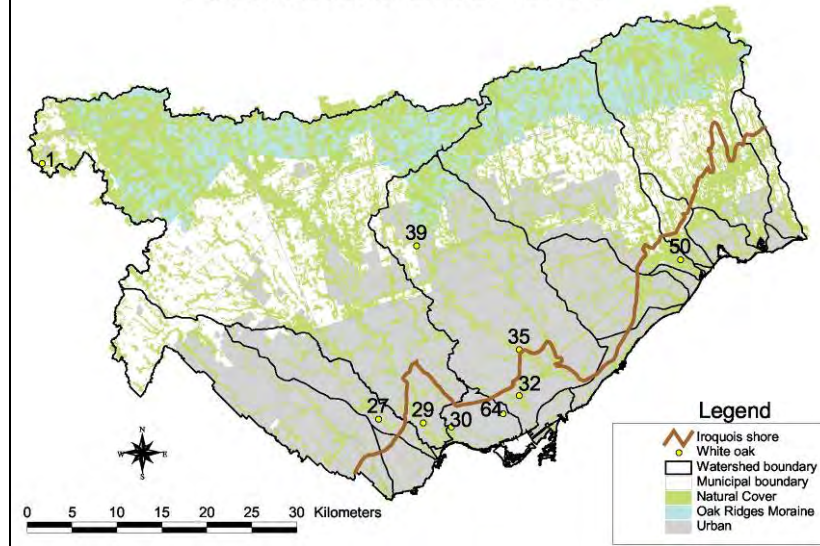 1
39
50
35
32
27
29
64
30
N
W E
S
0 5 10 15 20 25 30 Kilometers
Legend
Iroquois shore
White oak
Watershed boundary
Municipal boundary
Natural Cover
Oak Ridges Moraine
Urban